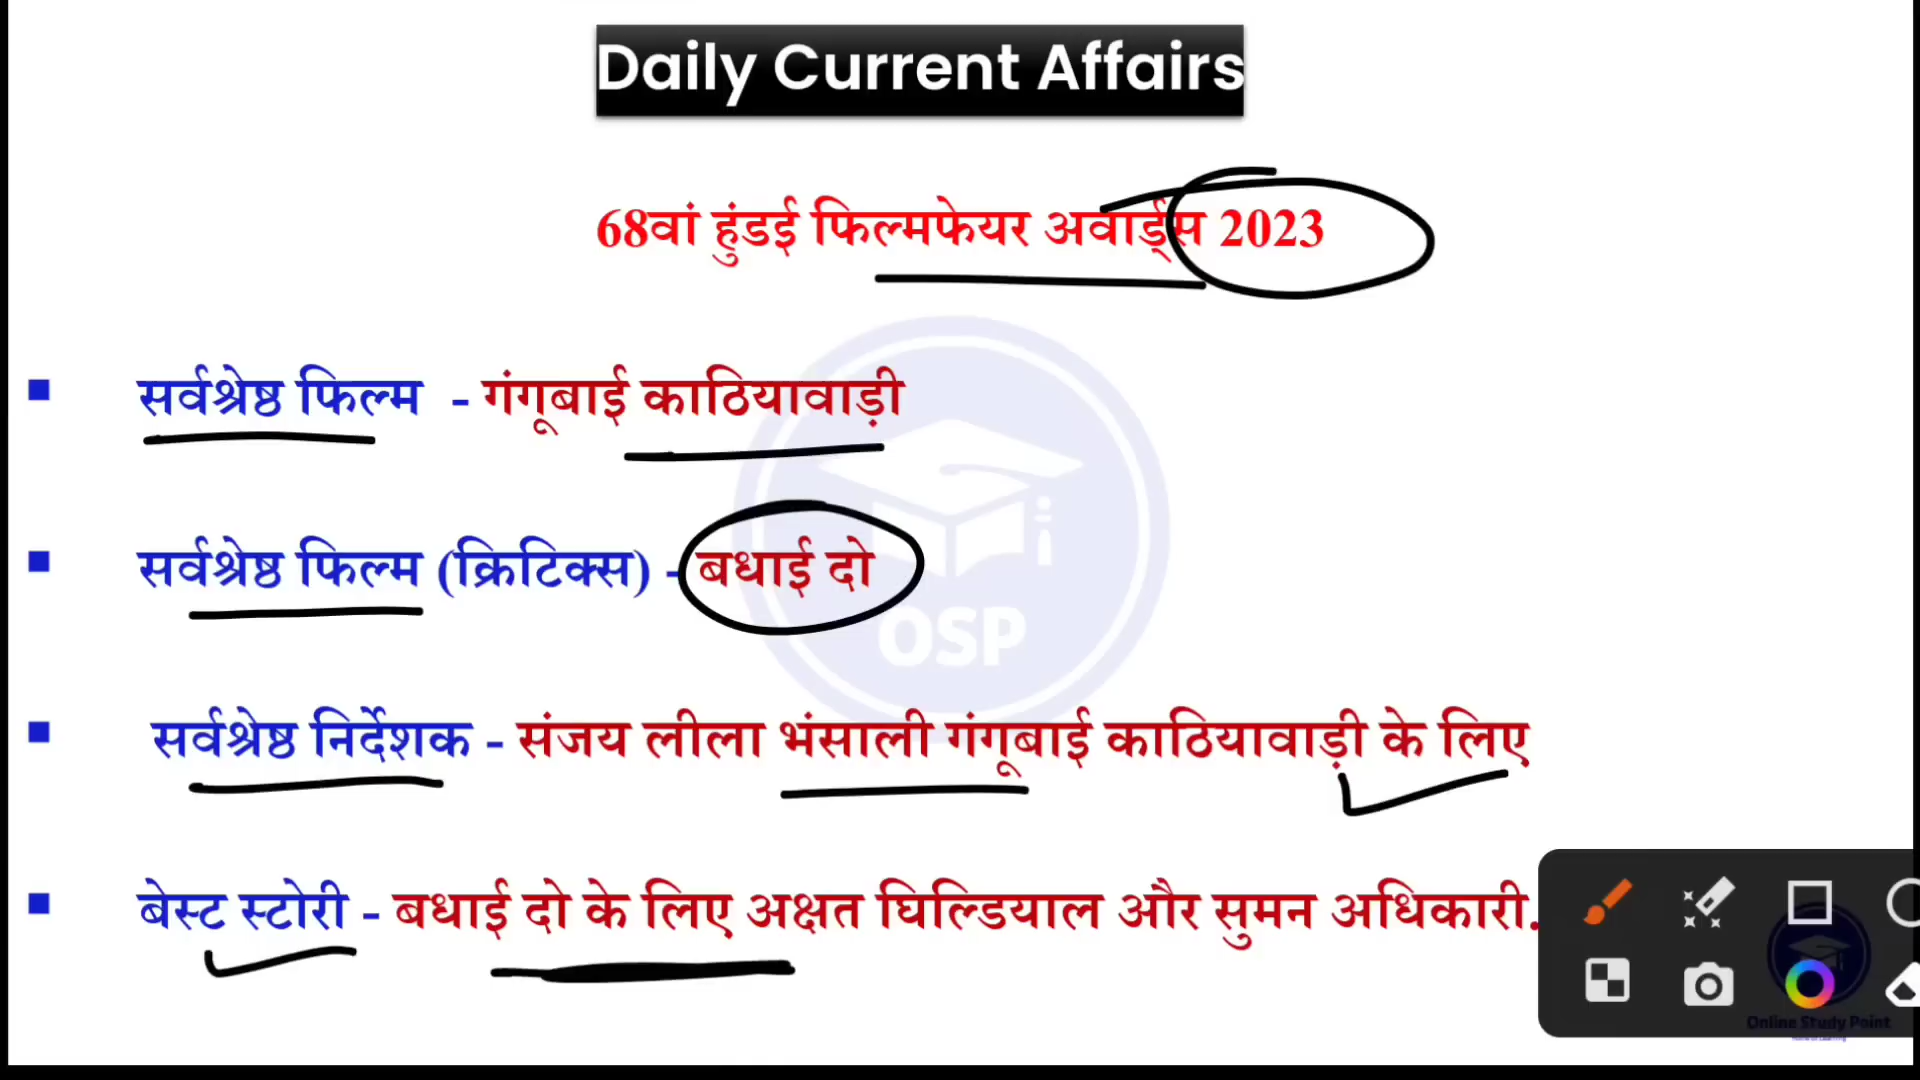 Daily Current Affairs
68वां हुंडई फिल्मफेयर अवार्ड्स 2023
सर्वश्रेष्ठ फिल्म - गंगूबाई काठियावाड़ी
सर्वश्रेष्ठ फिल्म (क्रिटिक्स) - बधाई दो
OSP
सर्वश्रेष्ठ निर्देशक - संजय लीला भंसाली गंगूबाई काठियावाड़ी के लिए
बेस्ट स्टोरी - बधाई दो के लिए अक्षत घिल्डियाल और सुमन अधिकारी.
Online Study Point